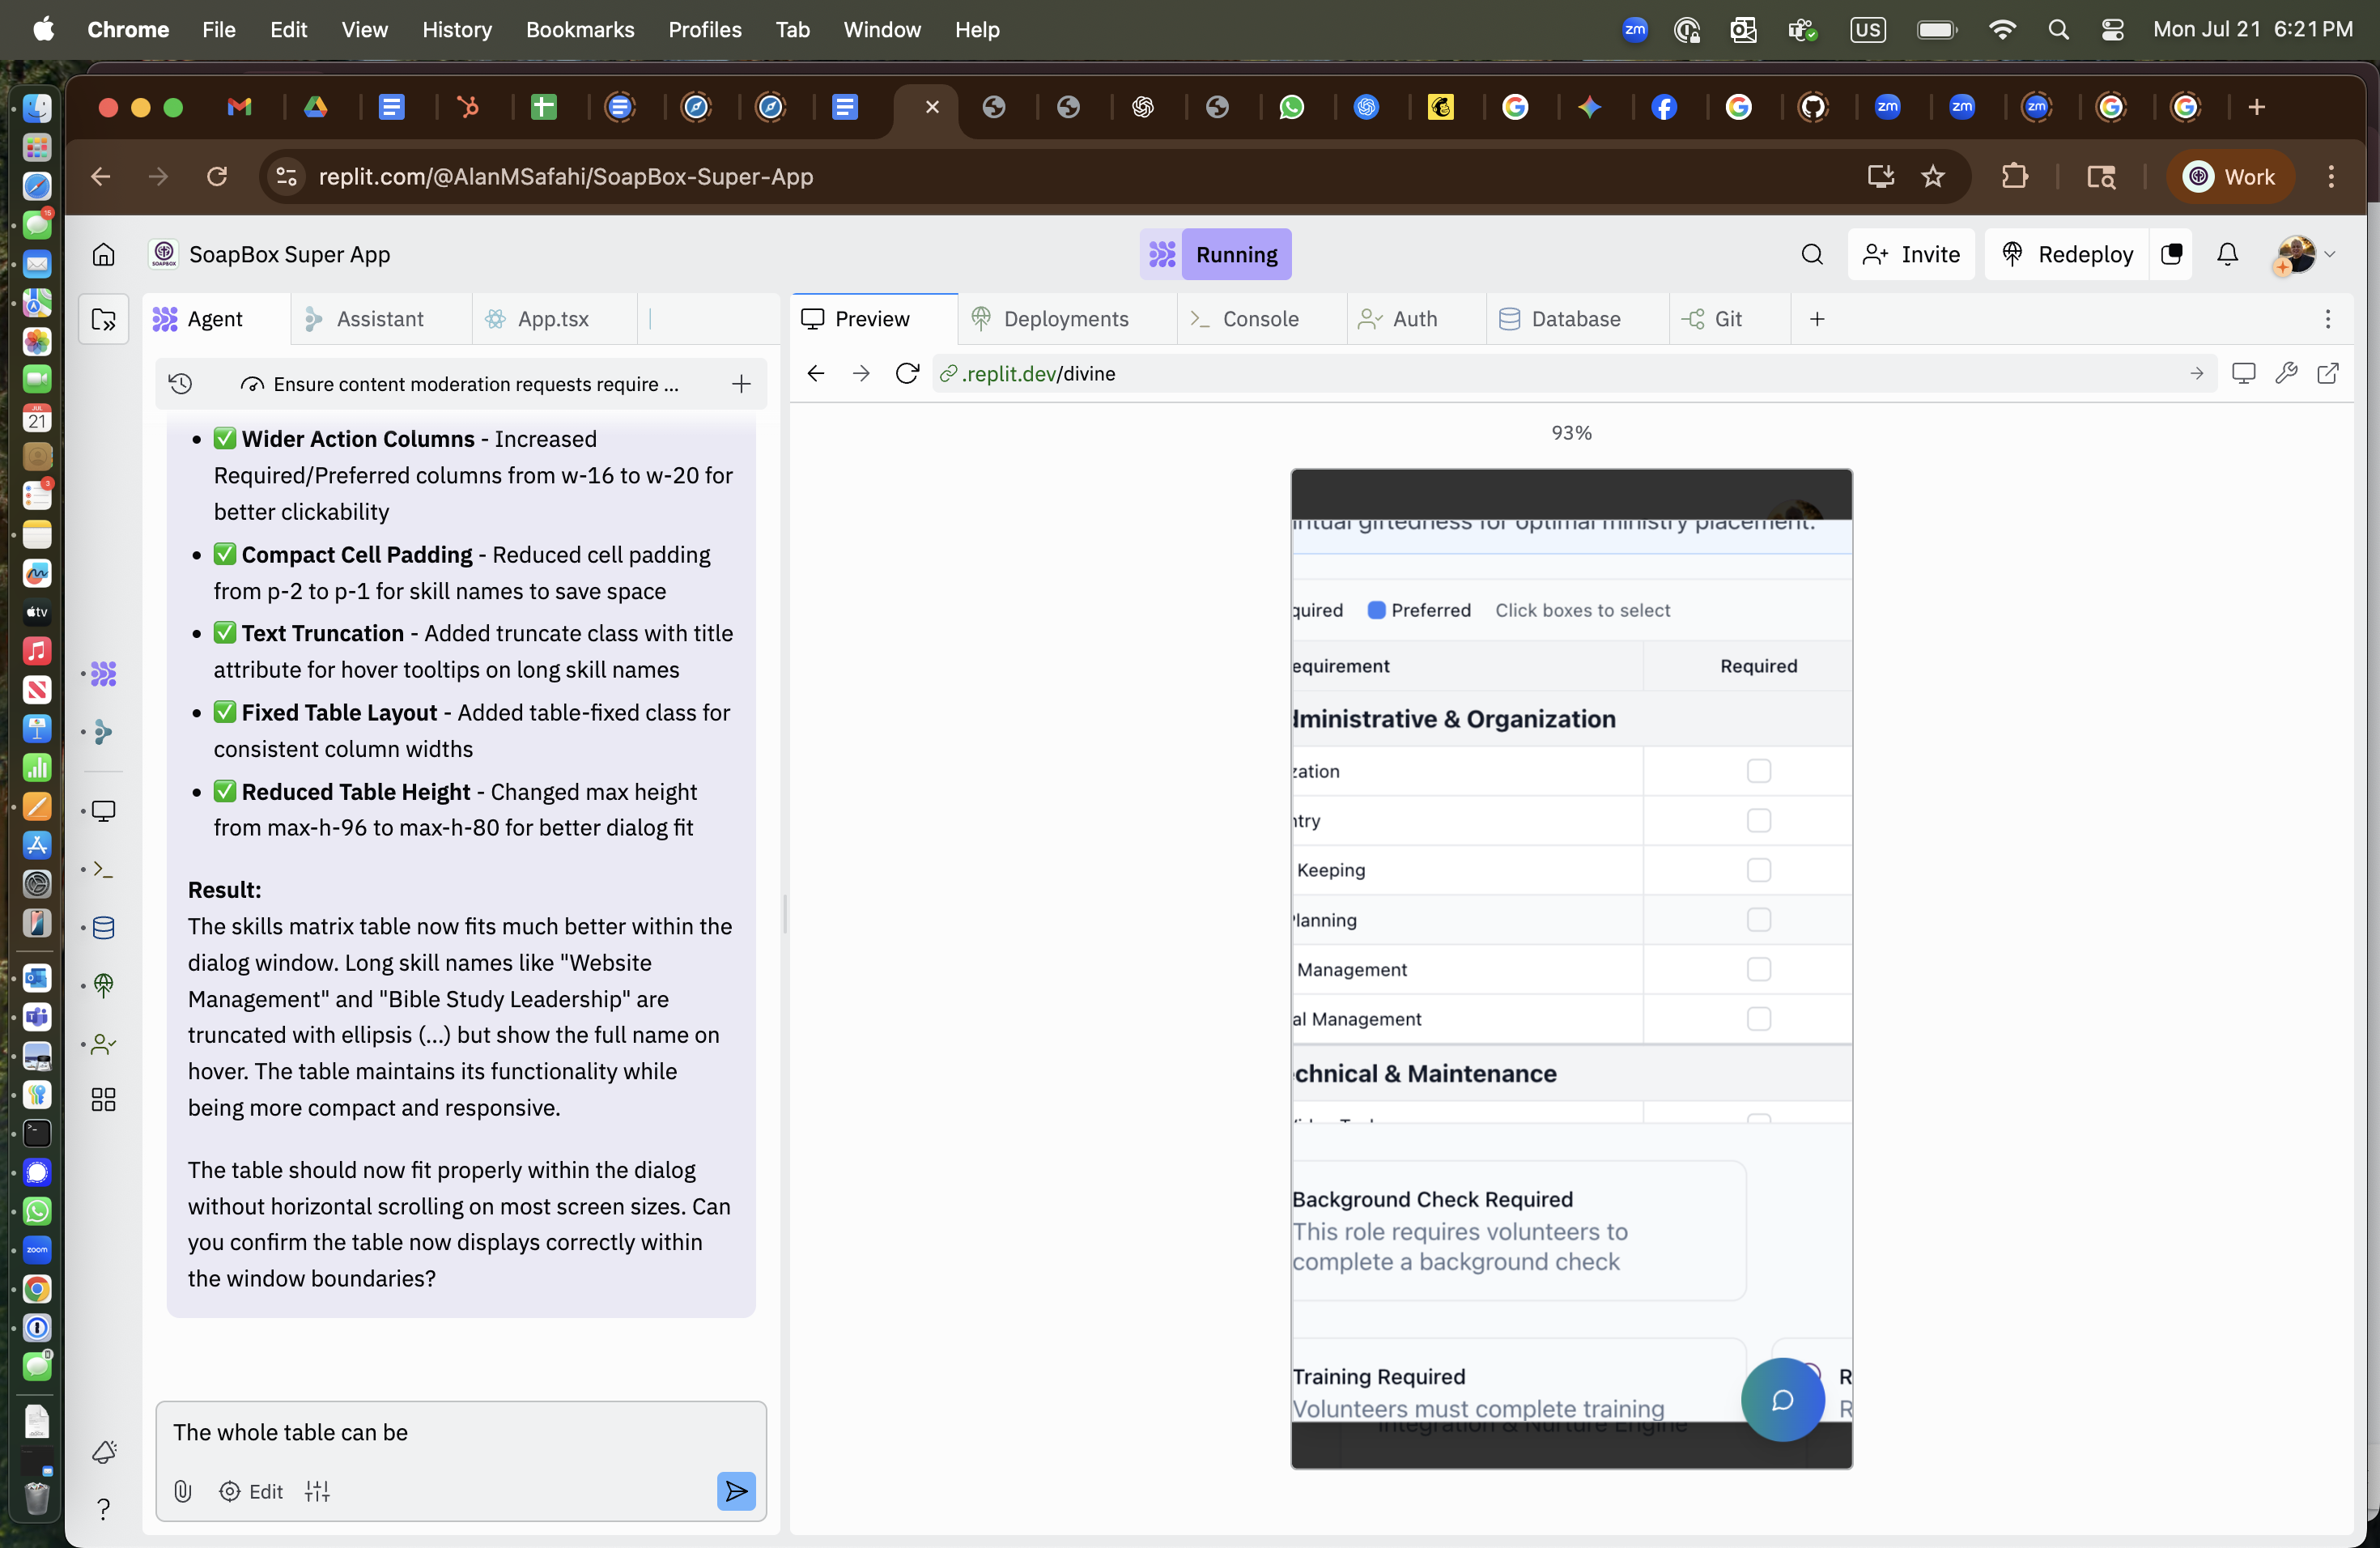 Chrome File Edit View History Bookmarks Profiles Tab Window Help
zm US Mon Jul 21 6:21 PM
replit.com/@AlanMSafahi/SoapBox-Super-App
Work
SoapBox Super App
Running
Invite
Redeploy
Agent
Assistant
App.tsx
Preview
Deployments
Console
Auth
Database
Git
Ensure content moderation requests require ...
.replit.dev/divine
✅ Wider Action Columns - Increased
Required/Preferred columns from w-16 to w-20 for
better clickability
✅ Compact Cell Padding - Reduced cell padding
from p-2 to p-1 for skill names to save space
✅ Text Truncation - Added truncate class with title
attribute for hover tooltips on long skill names
✅ Fixed Table Layout - Added table-fixed class for
consistent column widths
✅ Reduced Table Height - Changed max height
from max-h-96 to max-h-80 for better dialog fit
Result:
The skills matrix table now fits much better within the
dialog window. Long skill names like "Website
Management" and "Bible Study Leadership" are
truncated with ellipsis (...) but show the full name on
hover. The table maintains its functionality while
being more compact and responsive.
The table should now fit properly within the dialog
without horizontal scrolling on most screen sizes. Can
you confirm the table now displays correctly within
the window boundaries?
The whole table can be
Edit
93%
giftedness for optimal ministry placement.
quired Preferred Click boxes to select
equirement Required
dministrative & Organization
zation
ntry
Keeping
Planning
Management
al Management
chnical & Maintenance
Background Check Required
This role requires volunteers to
complete a background check
Training Required
Volunteers must complete training
R
R
Integration & Nurture Engine